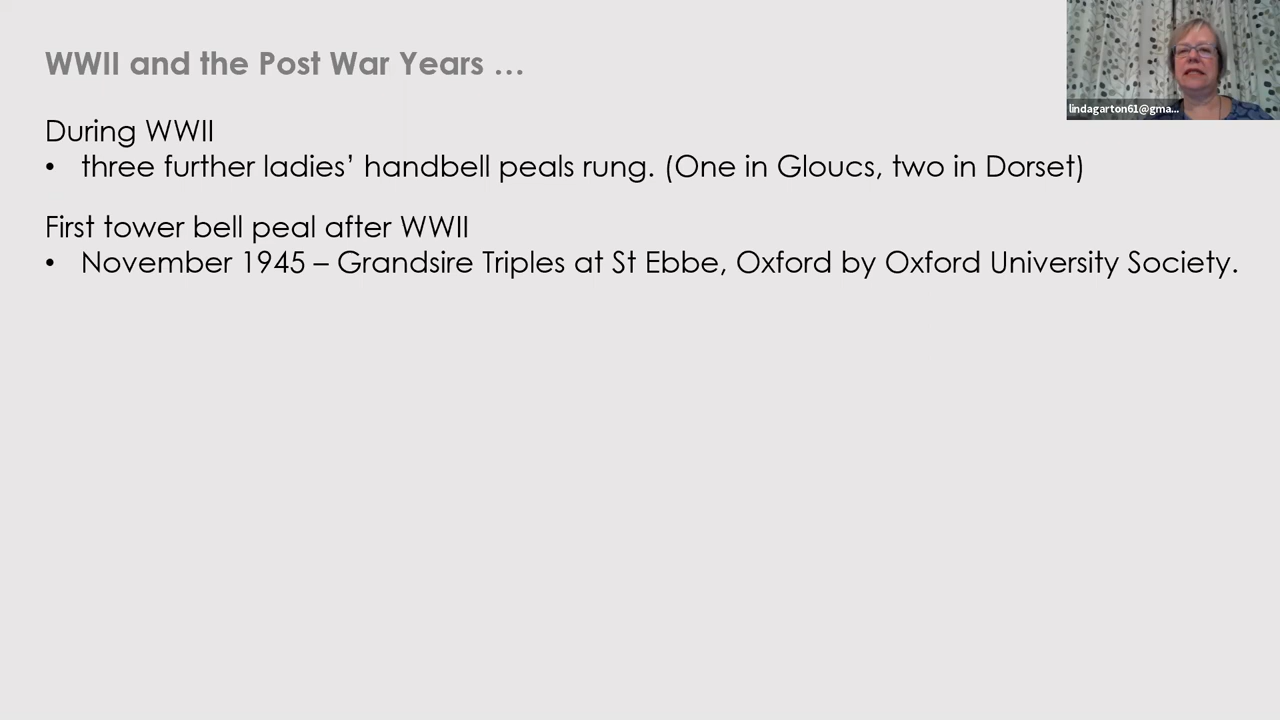 WWII and the Post War Years …
lindagarton61@gma...
During WWII
• three further ladies’ handbell peals rung. (One in Gloucs, two in Dorset)
First tower bell peal after WWII
• November 1945 – Grandsire Triples at St Ebbe, Oxford by Oxford University Society.